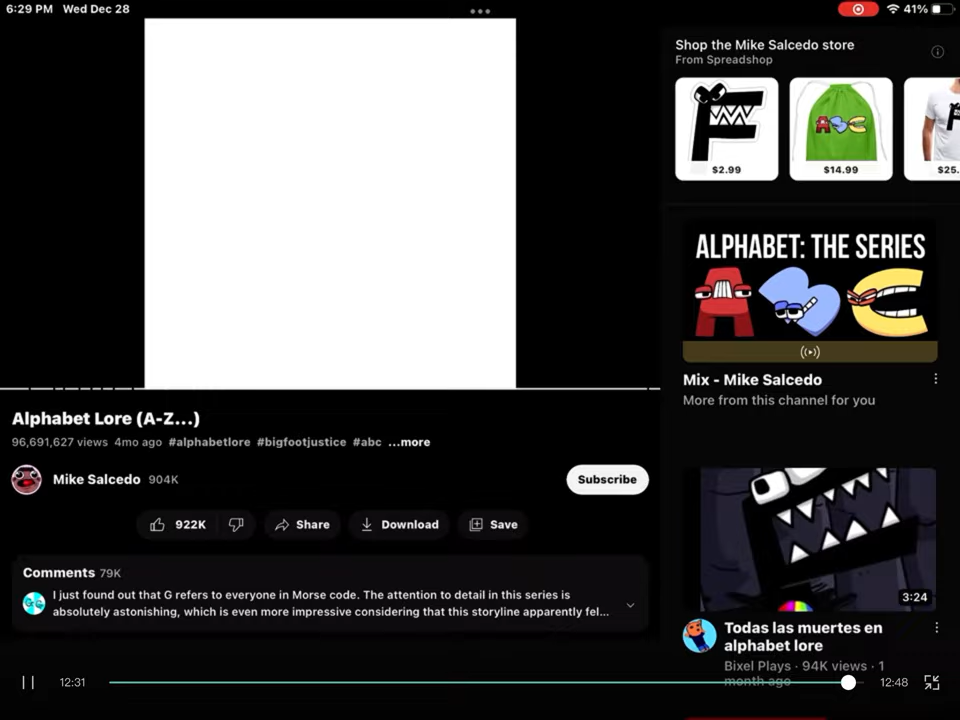 6:29 PM Wed Dec 28
41%
Shop the Mike Salcedo store
From Spreadshop
$2.99
$14.99
$25.
ALPHABET: THE SERIES
Mix - Mike Salcedo
More from this channel for you
Alphabet Lore (A-Z...)
96,691,627 views 4mo ago #alphabetlore #bigfootjustice #abc ...more
Mike Salcedo 904K
Subscribe
922K
Share
Download
Save
Comments 79K
I just found out that G refers to everyone in Morse code. The attention to detail in this series is
absolutely astonishing, which is even more impressive considering that this storyline apparently fel...
3:24
Todas las muertes en
alphabet lore
Bixel Plays · 94K views · 1
month ago
12:31
12:48